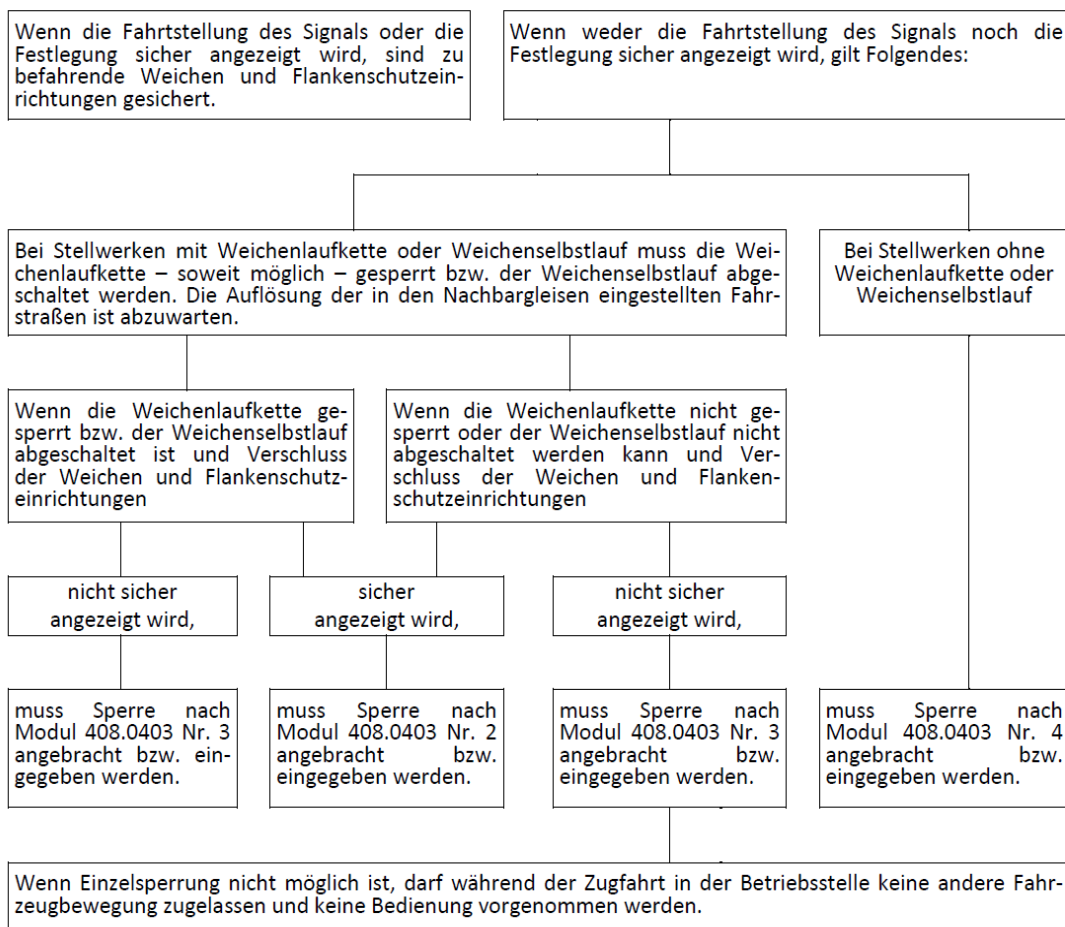 Wenn die Fahrtstellung des Signals oder die
Festlegung sicher angezeigt wird, sind zu
befahrende Weichen und Flankenschutzein-
richtungen gesichert.
Wenn weder die Fahrtstellung des Signals noch die
Festlegung sicher angezeigt wird, gilt Folgendes:
Bei Stellwerken mit Weichenlaufkette oder Weichenselbstlauf muss die Wei-
chenlaufkette – soweit möglich – gesperrt bzw. der Weichenselbstlauf abge-
schaltet werden. Die Auflösung der in den Nachbargleisen eingestellten Fahr-
straßen ist abzuwarten.
Bei Stellwerken ohne
Weichenlaufkette oder
Weichenselbstlauf
Wenn die Weichenlaufkette ge-
sperrt bzw. der Weichenselbstlauf
abgeschaltet ist und Verschluss
der Weichen und Flankenschutz-
einrichtungen
Wenn die Weichenlaufkette nicht ge-
sperrt oder der Weichenselbstlauf nicht
abgeschaltet werden kann und Ver-
schluss der Weichen und Flanken-
schutzeinrichtungen
nicht sicher
angezeigt wird,
sicher
angezeigt wird,
nicht sicher
angezeigt wird,
muss Sperre nach
Modul 408.0403 Nr. 3
angebracht bzw. ein-
gegeben werden.
muss Sperre nach
Modul 408.0403 Nr. 2
angebracht bzw.
eingegeben werden.
muss Sperre nach
Modul 408.0403 Nr. 3
angebracht bzw.
eingegeben werden.
muss Sperre nach
Modul 408.0403 Nr. 4
angebracht bzw.
eingegeben werden.
Wenn Einzelsperrung nicht möglich ist, darf während der Zugfahrt in der Betriebsstelle keine andere Fahr-
zeugbewegung zugelassen und keine Bedienung vorgenommen werden.